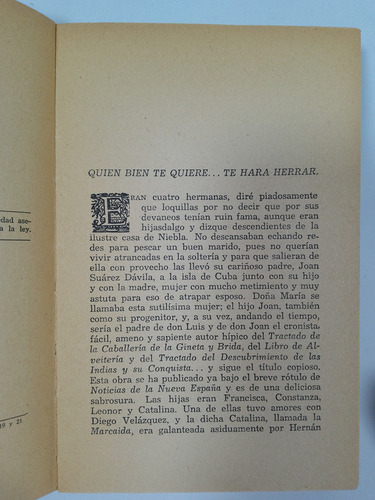 edad ase-
a la ley.
19 y 21
QUIEN BIEN TE QUIERE... TE HARA HERRAR.
ERAN cuatro hermanas, diré piadosamente
que loquillas por no decir que por sus
devaneos tenían ruin fama, aunque eran
hijasdalgo y dizque descendientes de la
ilustre casa de Niebla. No descansaban echando re-
des para pescar un buen marido, pues no querían
vivir atrancadas en la soltería y para que salieran de
ella con provecho las llevó su cariñoso padre, Joan
Suárez Dávila, a la isla de Cuba junto con su hijo
y con la madre, mujer con mucho metimiento y muy
astuta para eso de atrapar esposo. Doña María se
llamaba esta sutilísima mujer; el hijo Joan, también
como su progenitor, y, a su vez, andando el tiempo,
sería el padre de don Luis y de don Joan el cronista.
fácil, ameno y sapiente autor hípico del Tractado de
la Caballería de la Gineta y Brida, del Libro de Al-
veitería y del Tractado del Descubrimiento de las
Indias y su Conquista... y sigue el título copioso.
Esta obra se ha publicado ya bajo el breve rótulo de
Noticias de la Nueva España y es de una deliciosa
sabrosura. Las hijas eran Francisca, Constanza,
Leonor y Catalina. Una de ellas tuvo amores con
Diego Velázquez, y la dicha Catalina, llamada la
Marcaida, era galanteada asiduamente por Hernán